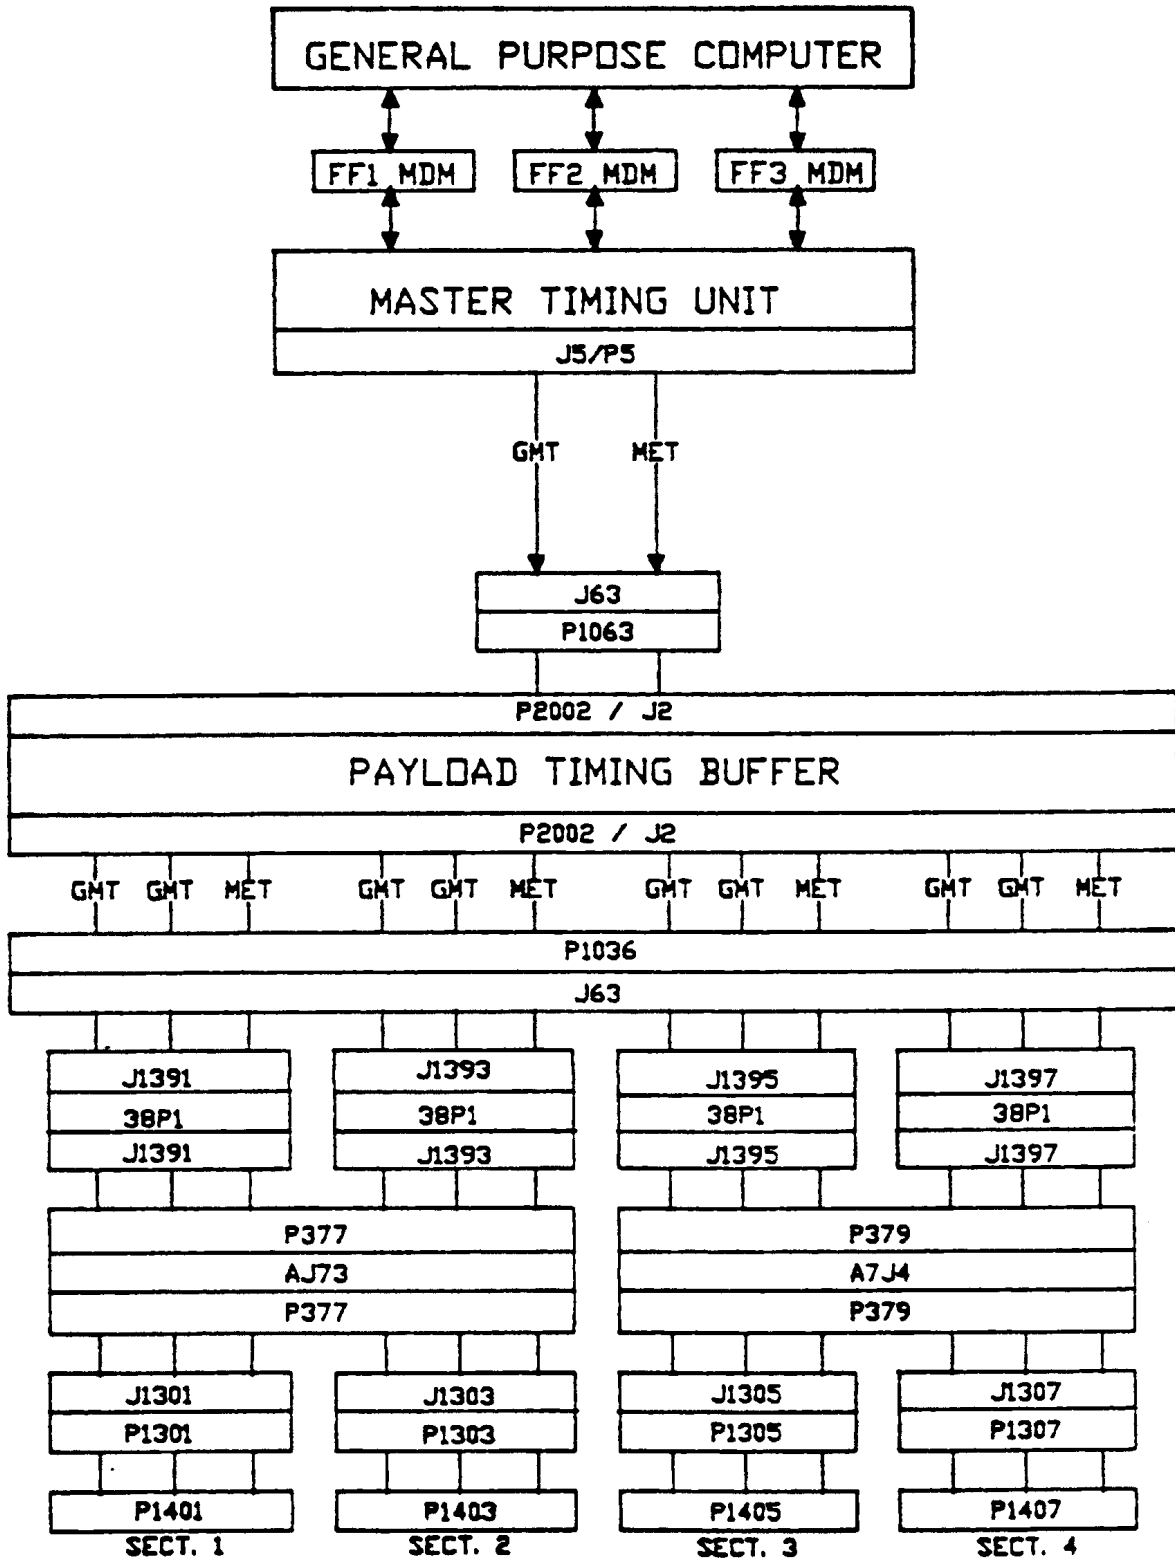 GENERAL PURPOSE COMPUTER
FF1 MDM FF2 MDM FF3 MDM
MASTER TIMING UNIT
J5/P5
GMT MET
J63
P1063
P2002 / J2
PAYLOAD TIMING BUFFER
P2002 / J2
GMT GMT MET GMT GMT MET GMT GMT MET GMT GMT MET
P1036
J63
J1391 J1393 J1395 J1397
38P1 38P1 38P1 38P1
J1391 J1393 J1395 J1397
P377 P379
AJ73 A7J4
P377 P379
J1301 J1303 J1305 J1307
P1301 P1303 P1305 P1307
P1401 P1403 P1405 P1407
SECT. 1 SECT. 2 SECT. 3 SECT. 4